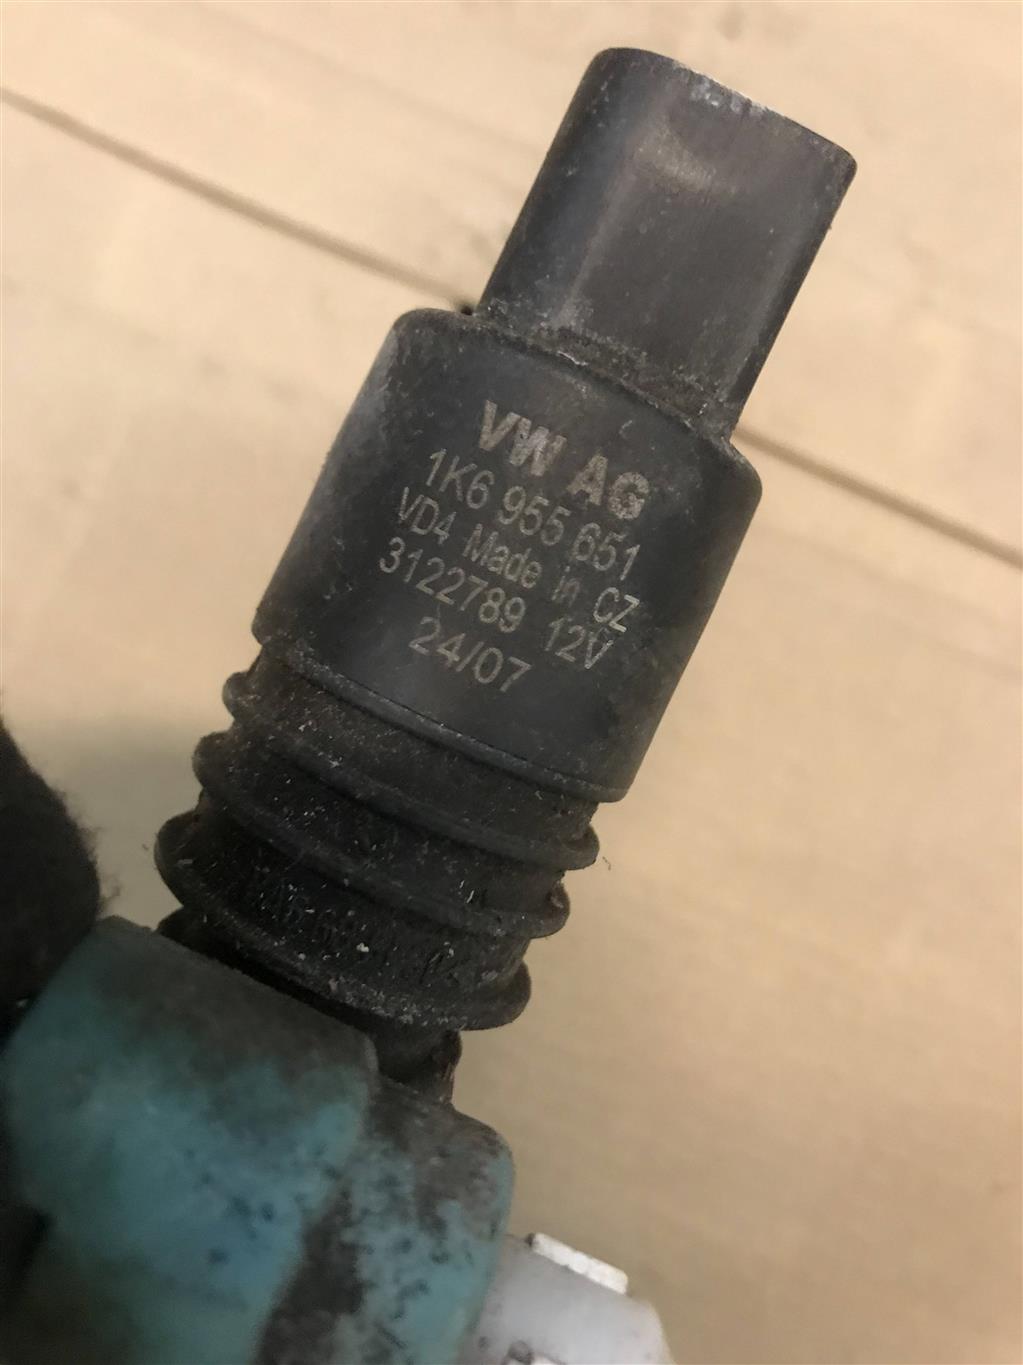 VW AG
1K6 955 651
VD4 Made in CZ
3122789 12V
24/07